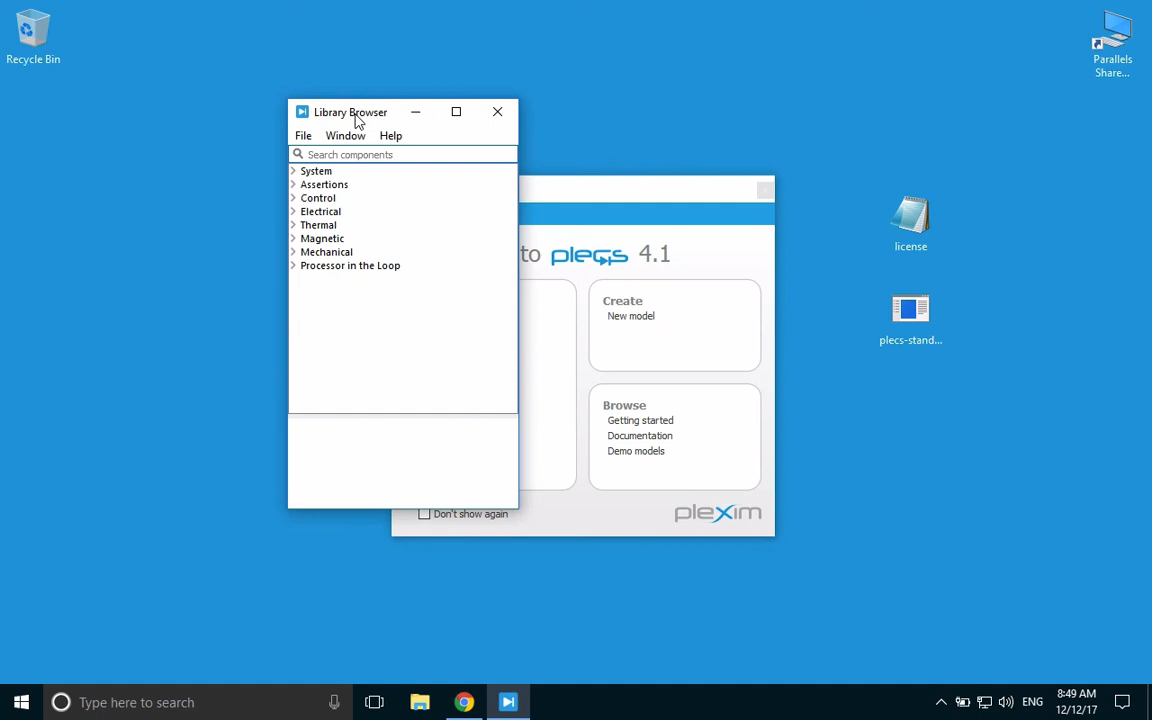 Recycle Bin
Parallels
Share...
Library Browser
File Window Help
Search components
System
Assertions
Control
Electrical
Thermal
Magnetic
Mechanical
Processor in the Loop
to plecs 4.1
Create
New model
Browse
Getting started
Documentation
Demo models
Don't show again
plexim
license
plecs-stand...
Type here to search
ENG
8:49 AM
12/12/17